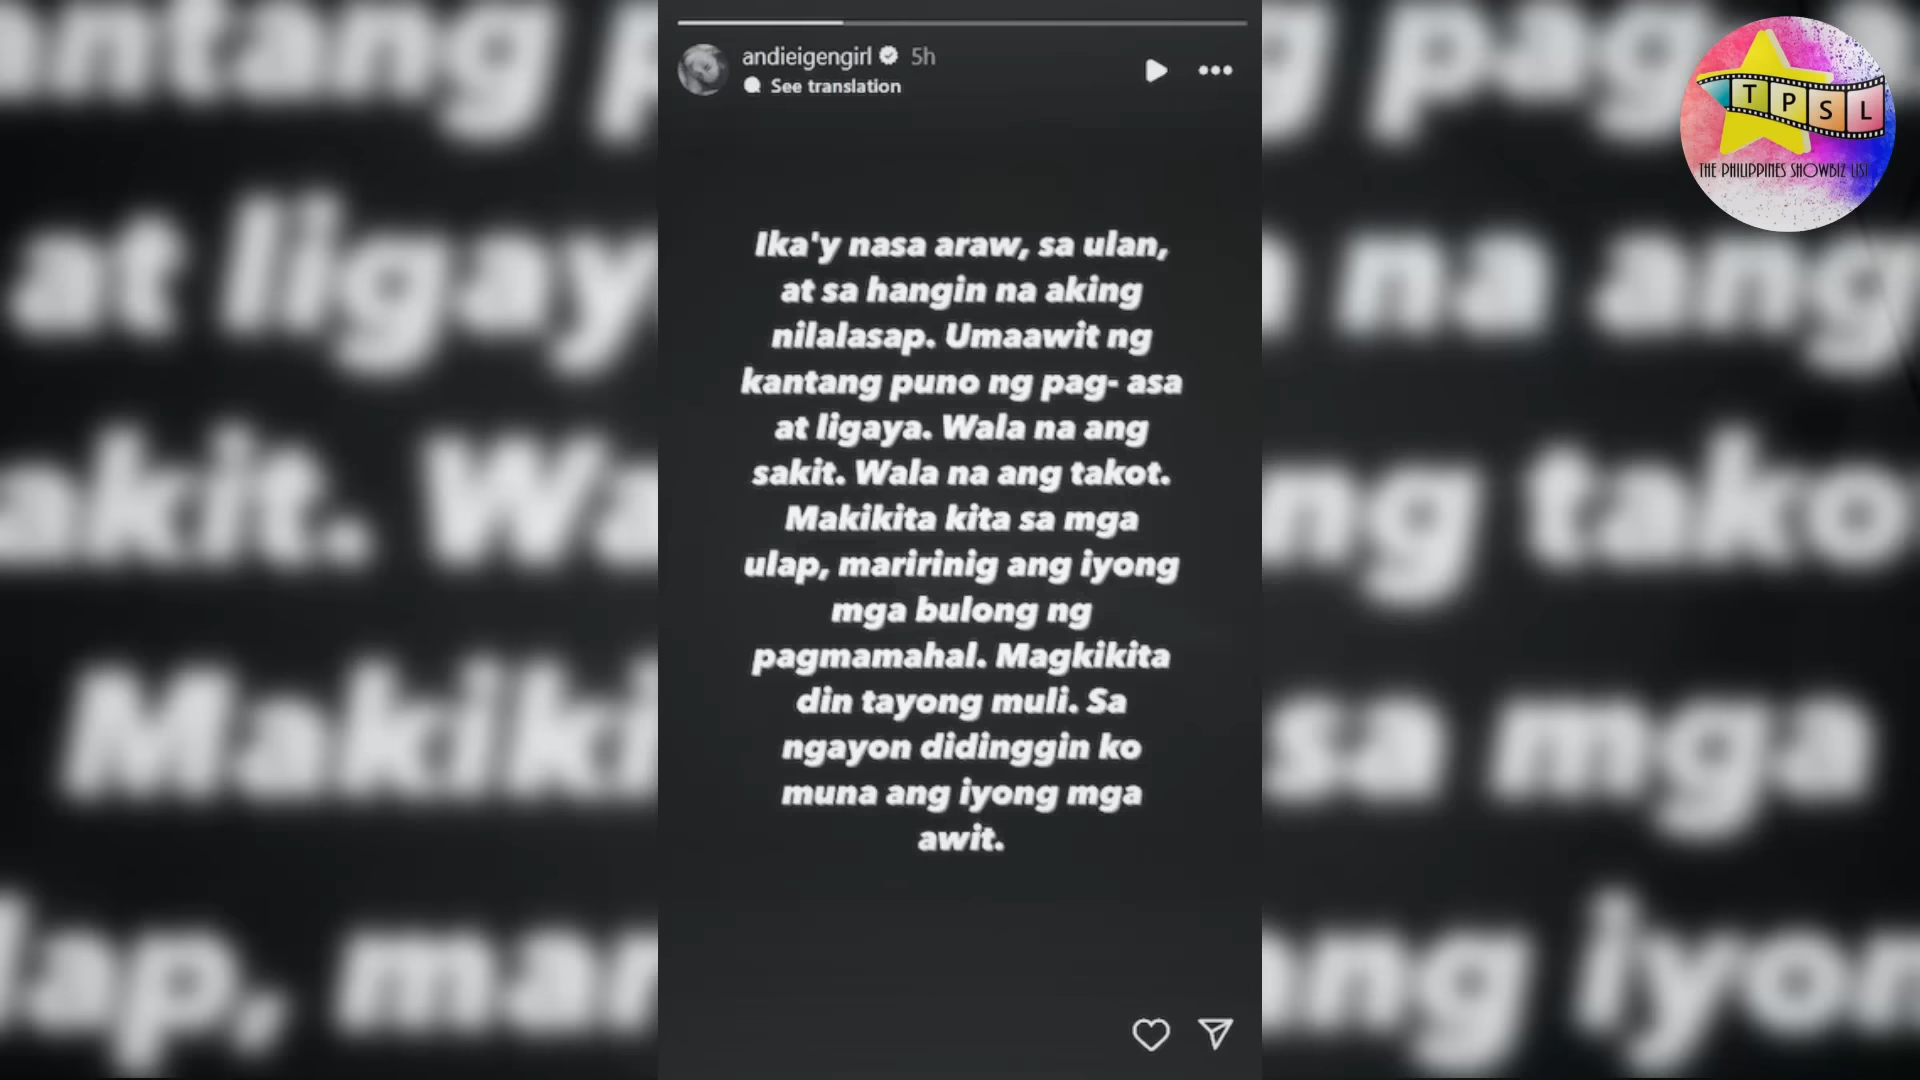 andieigengirl 5h
See translation
Ika'y nasa araw, sa ulan,
at sa hangin na aking
nilalasap. Umaawit ng
kantang puno ng pag- asa
at ligaya. Wala na ang
sakit. Wala na ang takot.
Makikita kita sa mga
ulap, maririnig ang iyong
mga bulong ng
pagmamahal. Magkikita
din tayong muli. Sa
ngayon didinggin ko
muna ang iyong mga
awit.
TPSL
THE PHILIPPINES SHOWBIZ LIST